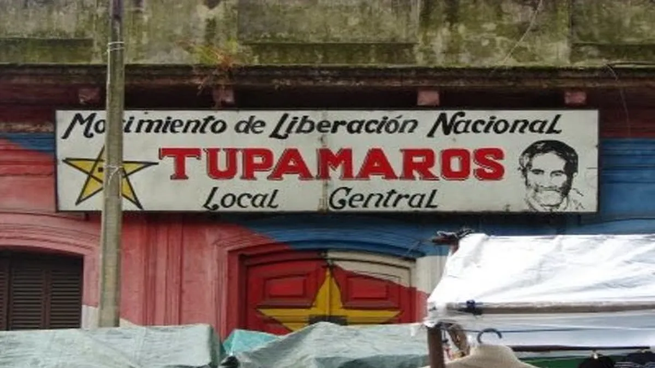 Movimiento de Liberación Nacional
TUPAMAROS
Local Central